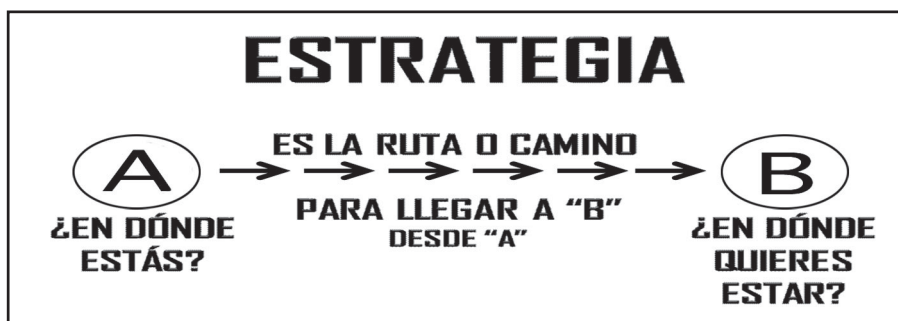 ESTRATEGIA
A
ES LA RUTA O CAMINO
B
PARA LLEGAR A “B”
DESDE “A”
¿EN DÓNDE
ESTÁS?
¿EN DÓNDE
QUIERES
ESTAR?